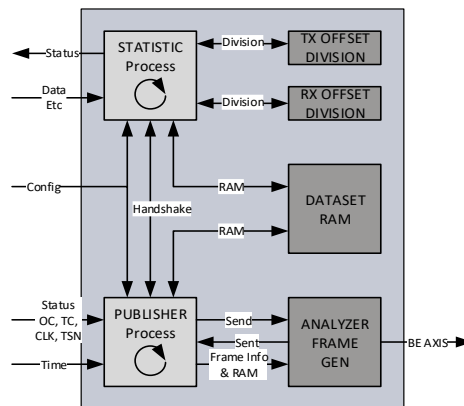 Status
STATISTIC
Process
Division
TX OFFSET
DIVISION
Data
Etc
Division
RX OFFSET
DIVISION
Config
Handshake
RAM
RAM
DATASET
RAM
Status
OC, TC,
CLK, TSN
Time
PUBLISHER
Process
Send
Sent
Frame Info
& RAM
ANALYZER
FRAME
GEN
BE AXIS